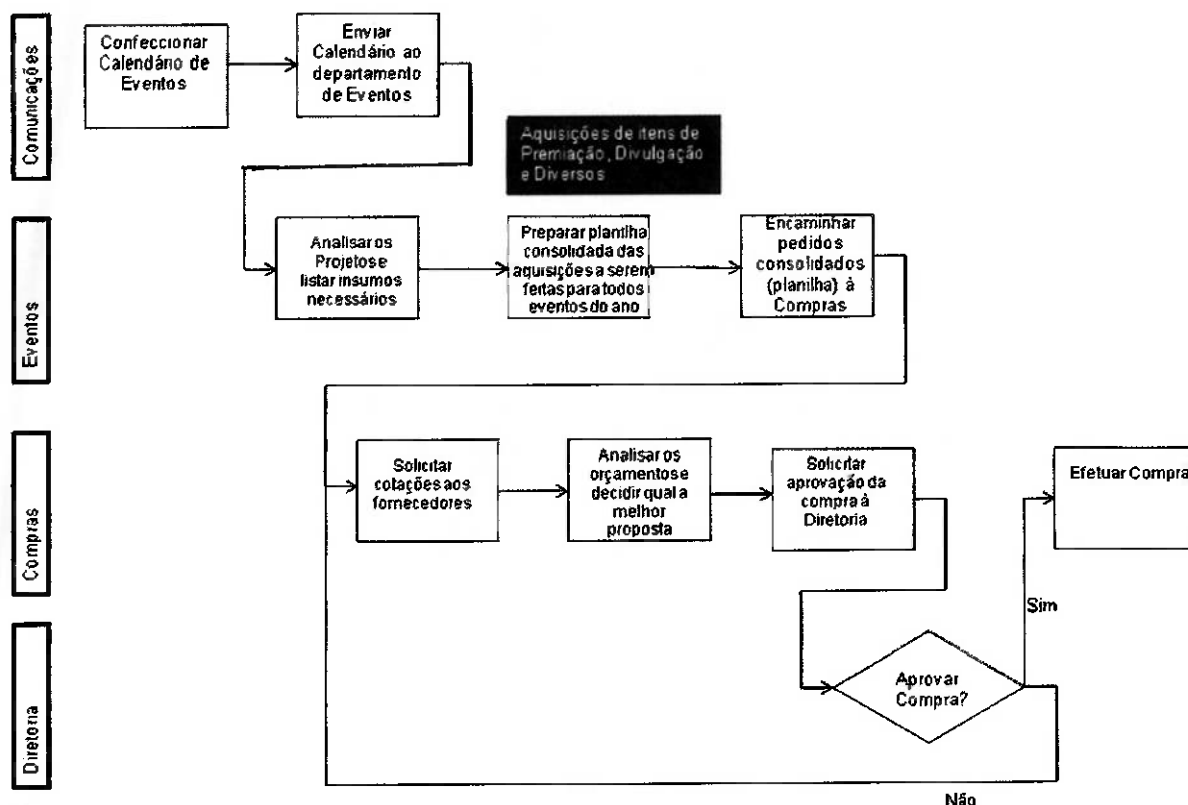 Comunicações
Confeccionar
Calendário de
Eventos
Enviar
Calendário ao
departamento
de Eventos
Aquisições de itens de
Premiação, Divulgação
e Diversos
Eventos
Analisar os
Projetos e
listar insumos
necessários
Preparar planilha
consolidada das
aquisições a serem
feitas para todos
eventos do ano
Encaminhar
pedidos
consolidados
(planilha) à
Compras
Compras
Solicitar
cotações aos
fornecedores
Analisar os
orçamentos e
decidir qual a
melhor
proposta
Solicitar
aprovação da
compra à
Diretoria
Efetuar Compra
Sim
Diretoria
Aprovar
Compra?
Não